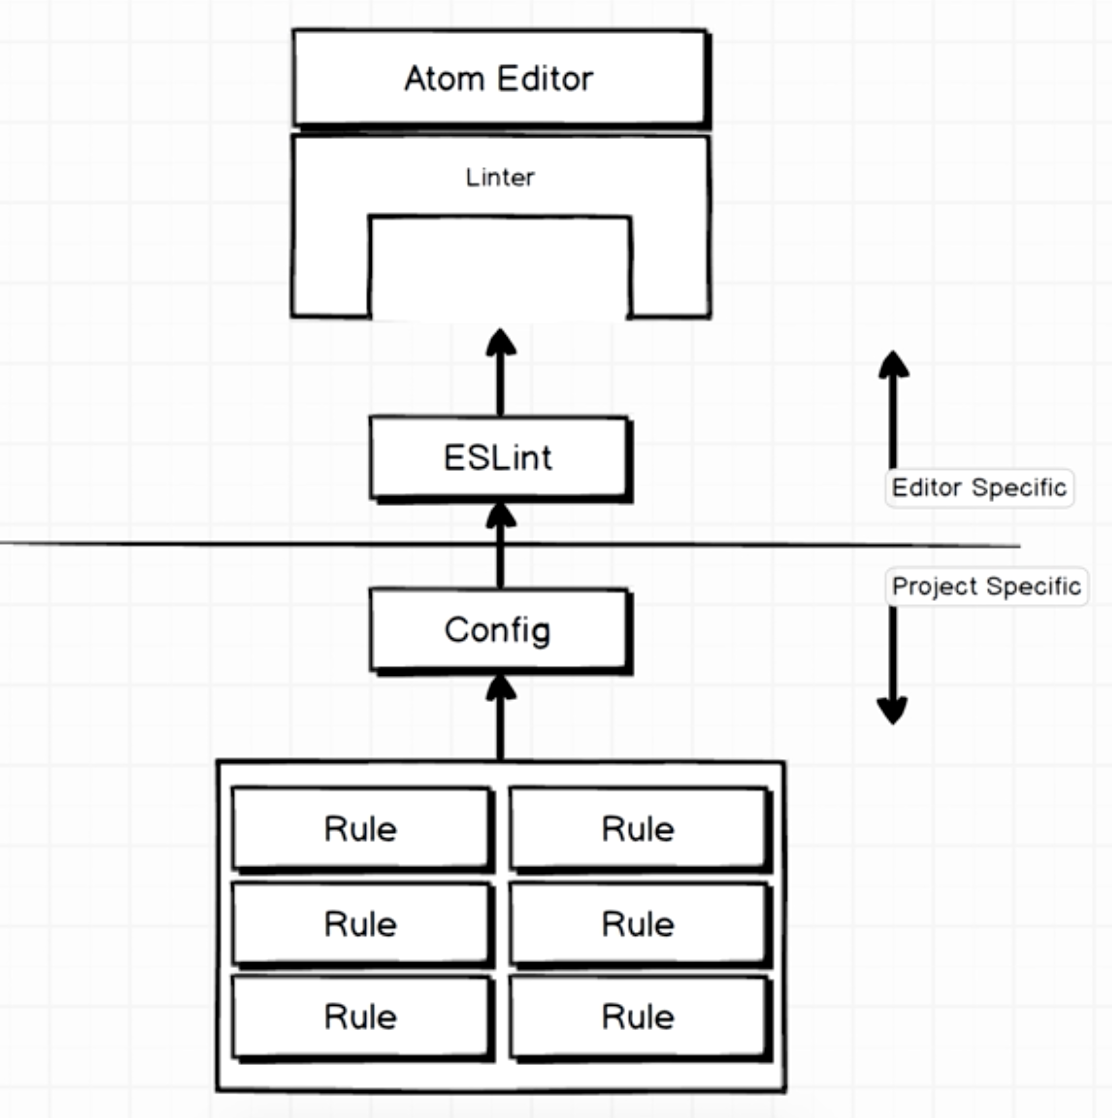 Atom Editor
Linter
ESLint
Editor Specific
Project Specific
Config
Rule
Rule
Rule
Rule
Rule
Rule